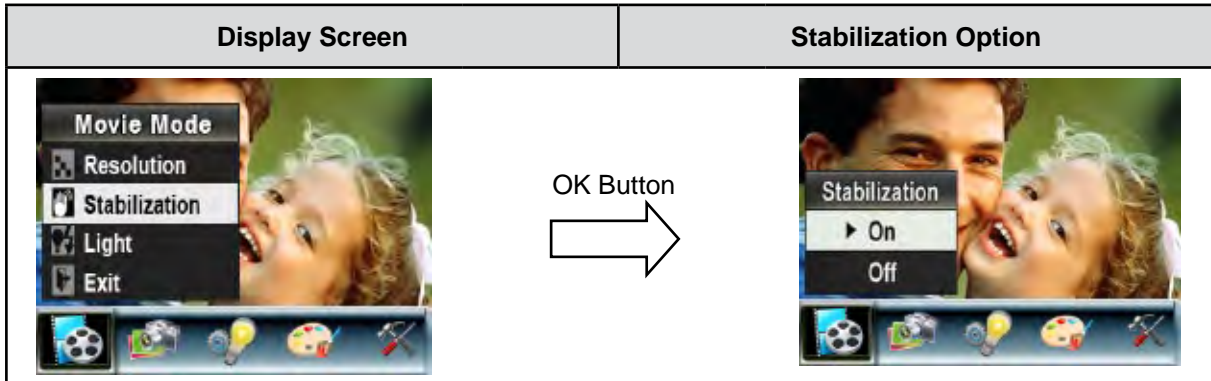 Display Screen
Stabilization Option
Movie Mode
Resolution
Stabilization
Light
Exit
OK Button
Stabilization
On
Off